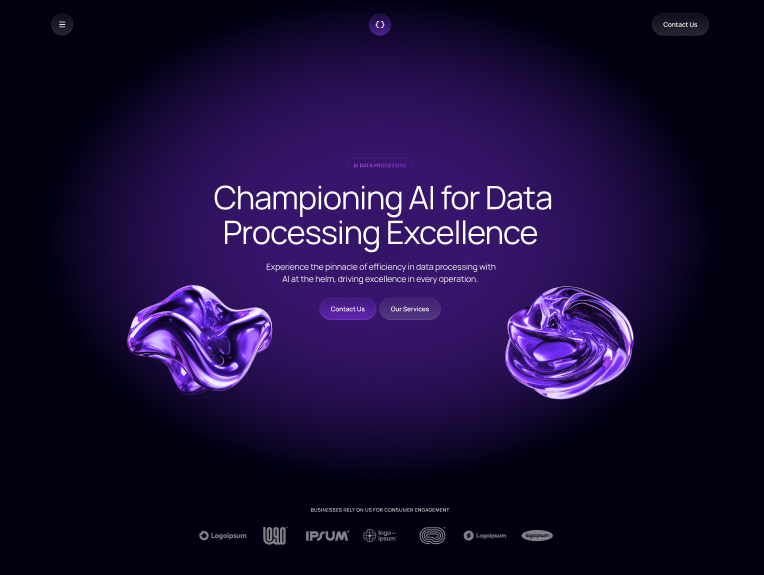 Contact Us
AI DATA PROCESSING
Championing AI for Data
Processing Excellence
Experience the pinnacle of efficiency in data processing with
AI at the helm, driving excellence in every operation.
Contact Us
Our Services
BUSINESSES RELY ON US FOR CONSUMER ENGAGEMENT
Logoipsum
LOGO
IPSUM
logo—
ipsum
Logoipsum
logoipsum